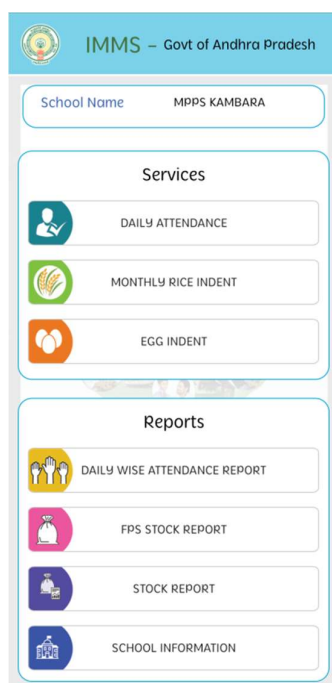 IMMS – Govt of Andhra Pradesh
School Name MPPS KAMBARA
Services
DAILY ATTENDANCE
MONTHLY RICE INDENT
EGG INDENT
Reports
DAILY WISE ATTENDANCE REPORT
FPS STOCK REPORT
STOCK REPORT
SCHOOL INFORMATION